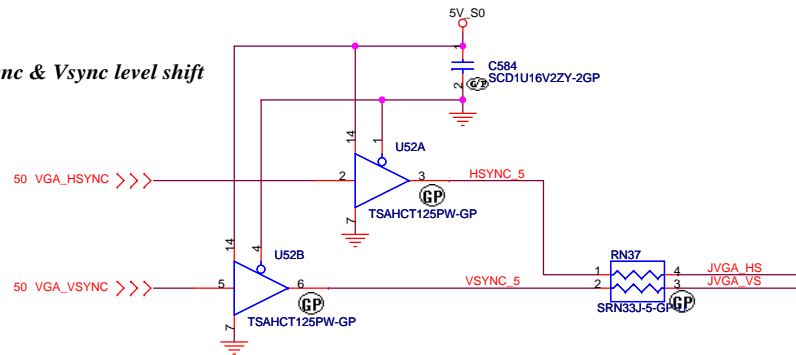 5V_S0
nc & Vsync level shift
1
C584
SCD1U16V2ZY-2GP
2
G/P
14
1
U52A
50 VGA_HSYNC
2
3
HSYNC_5
GP
TSAHCT125PW-GP
7
14
4
U52B
RN37
1
4
JVGA_HS
50 VGA_VSYNC
5
6
VSYNC_5
2
3
JVGA_VS
GP
SRN33J-5-GP
GP
TSAHCT125PW-GP
7